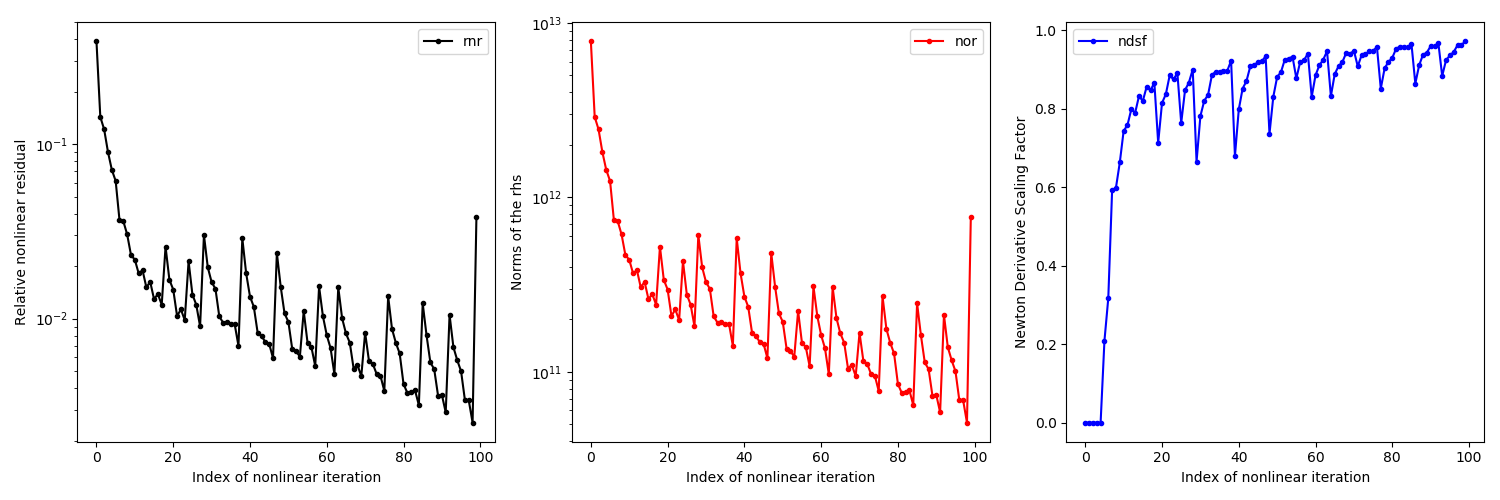 Relative nonlinear residual
10⁻¹
10⁻²
0 20 40 60 80 100
Index of nonlinear iteration
rnr
Norms of the rhs
10¹³
10¹²
10¹¹
0 20 40 60 80 100
Index of nonlinear iteration
nor
Newton Derivative Scaling Factor
1.0
0.8
0.6
0.4
0.2
0.0
0 20 40 60 80 100
Index of nonlinear iteration
ndsf